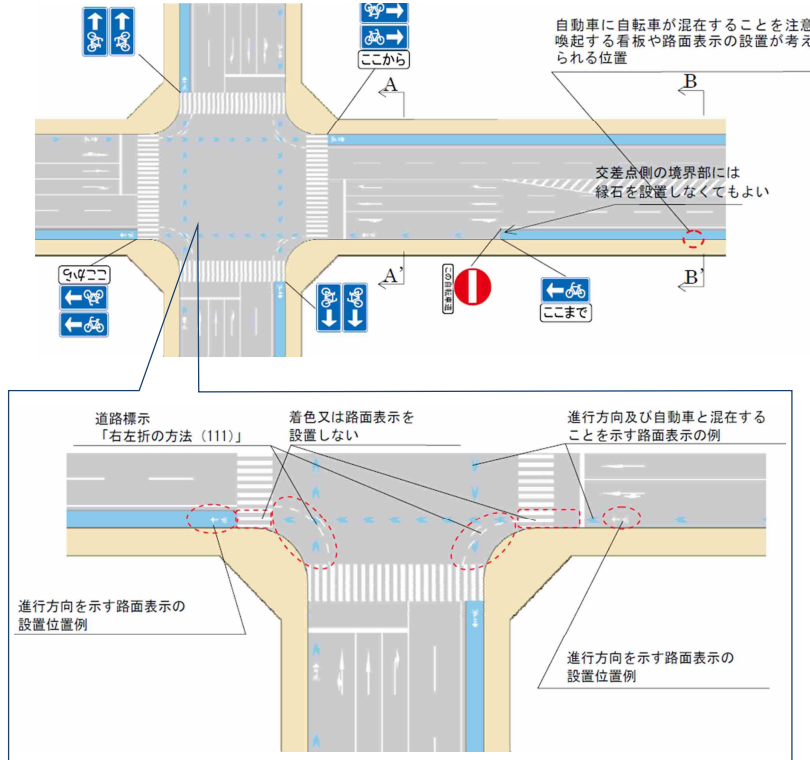 自動車に自転車が混在することを注意
喚起する看板や路面表示の設置が考え
られる位置
ここから
A
B
交差点側の境界部には
縁石を設置しなくてもよい
ここから
A'
B'
この自転車道
ここまで
道路標示
「右左折の方法（111）」
着色又は路面表示を
設置しない
進行方向及び自動車と混在する
ことを示す路面表示の例
進行方向を示す路面表示の
設置位置例
進行方向を示す路面表示の
設置位置例